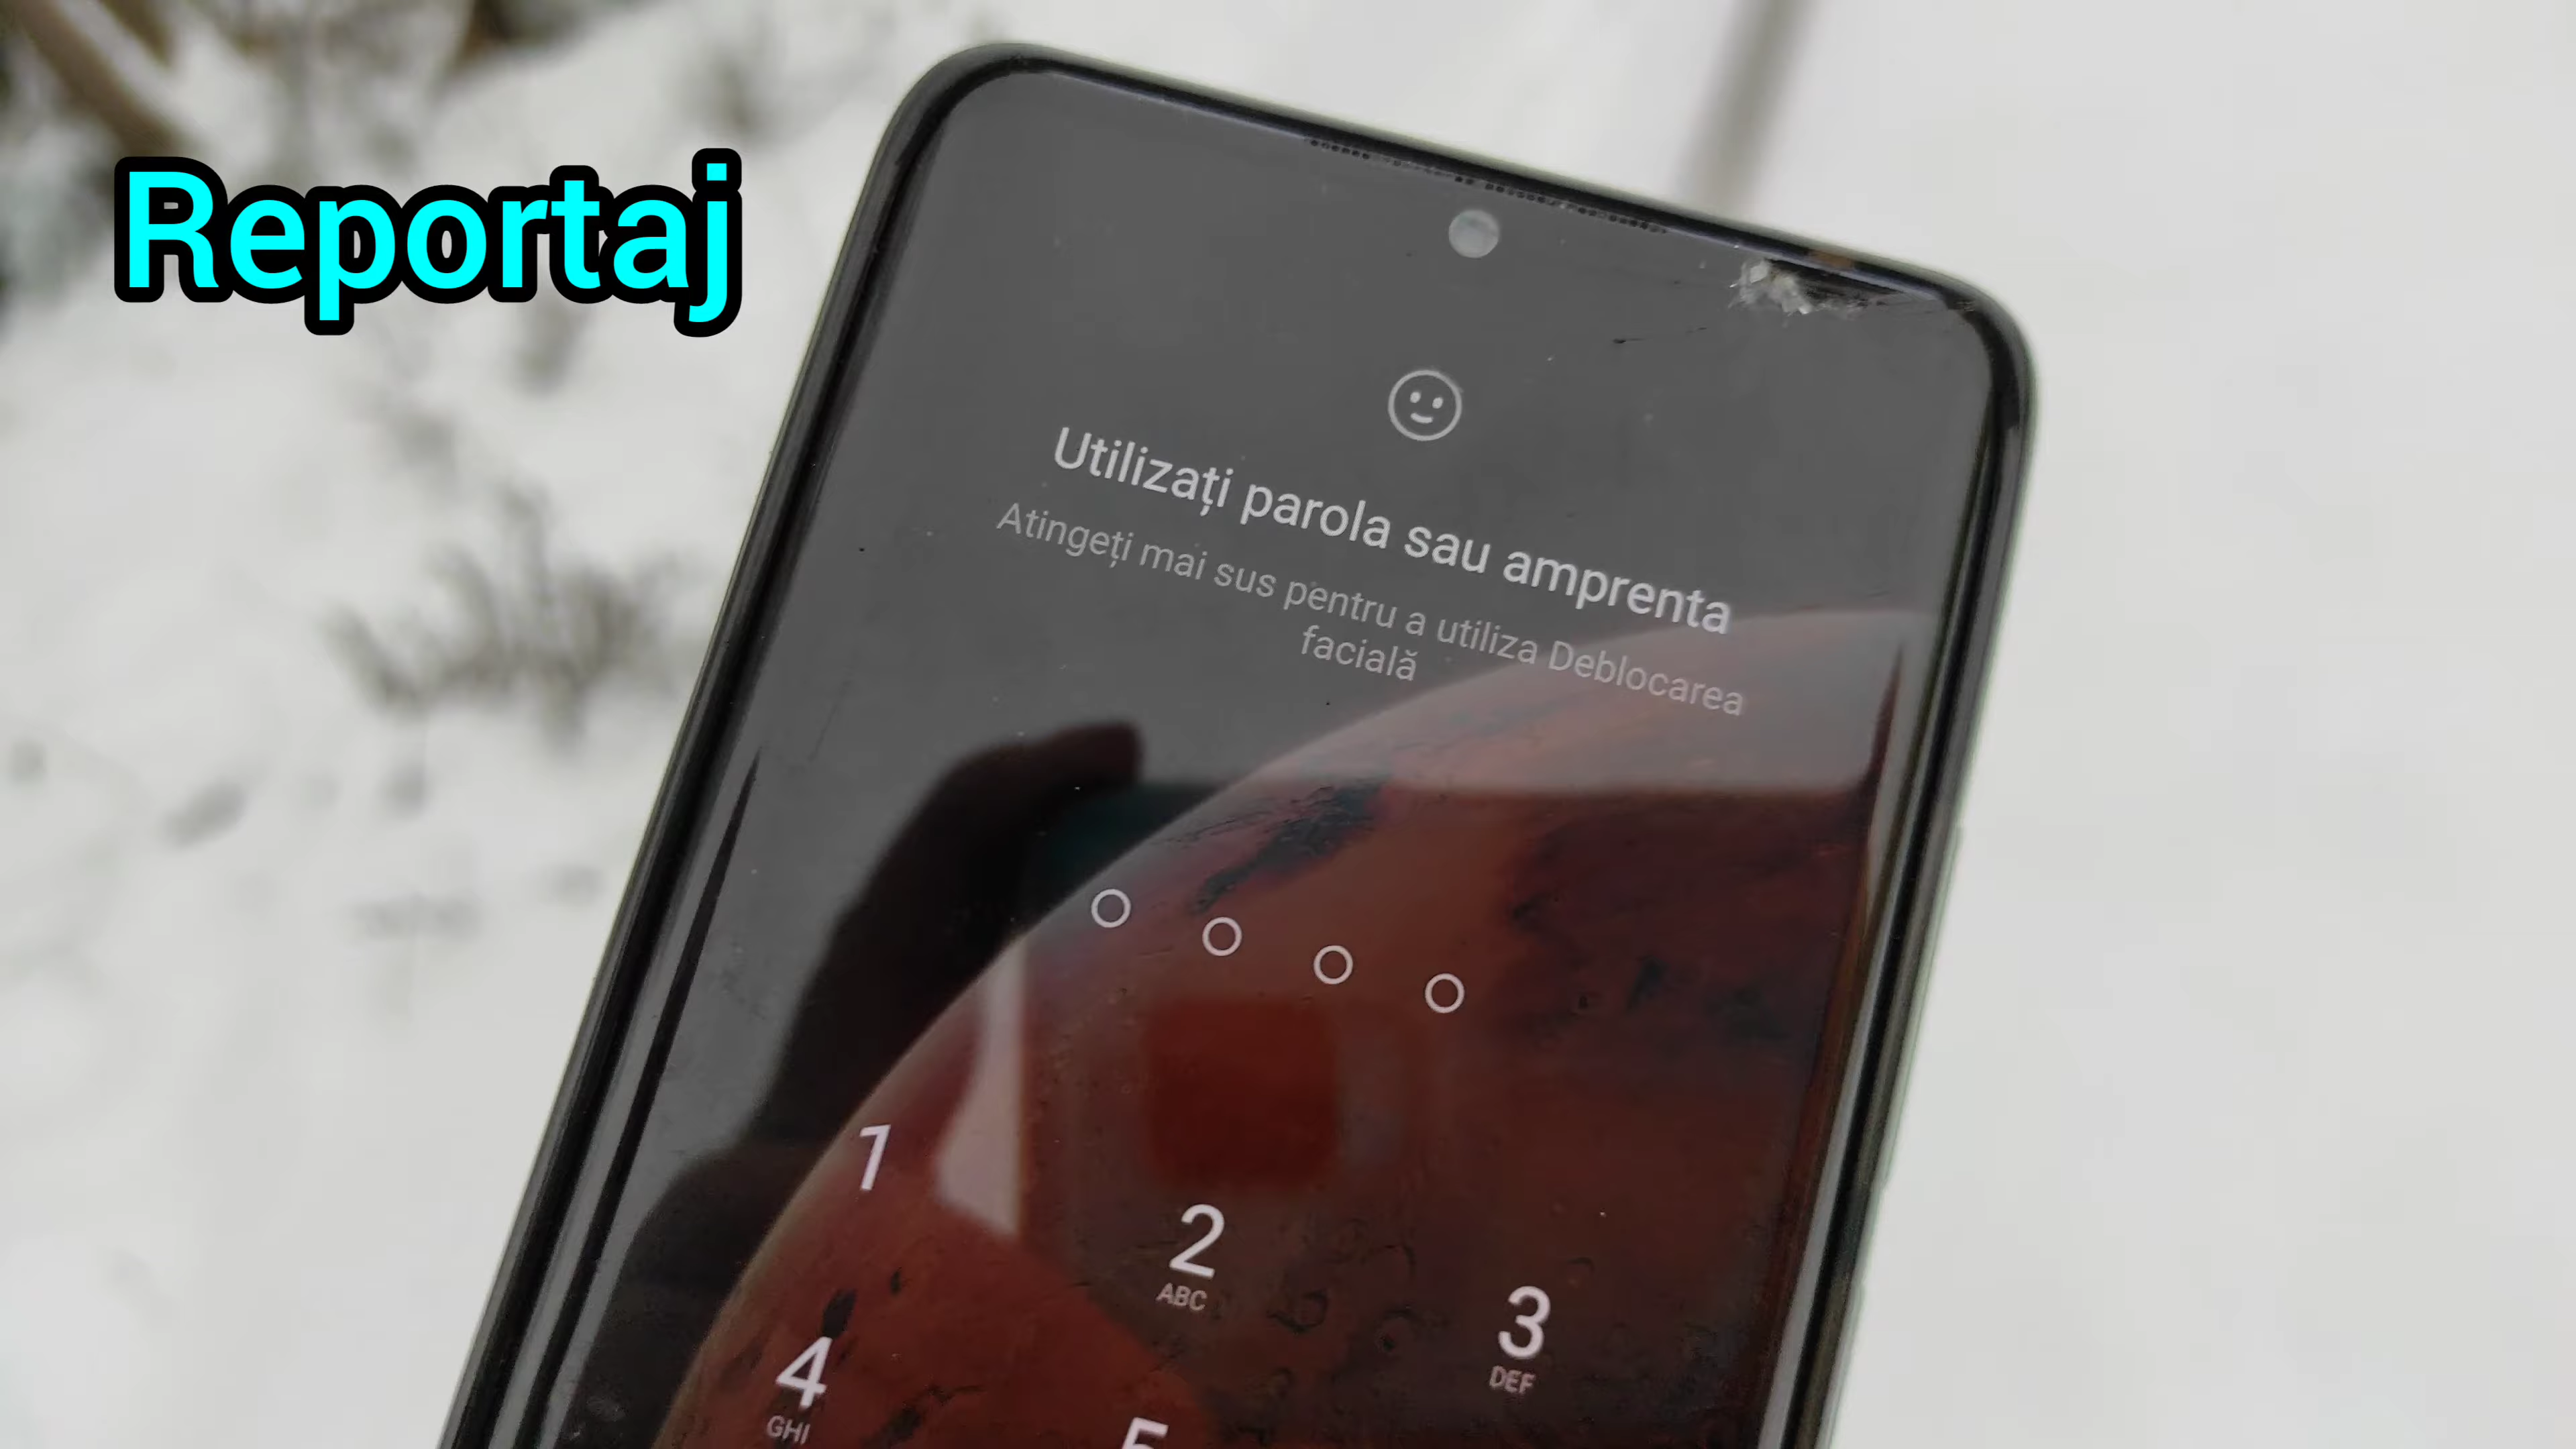 Reportaj
Utilizați parola sau amprenta
Atingeți mai sus pentru a utiliza Deblocarea
facială
1
2
ABC
3
DEF
4
GHI
5